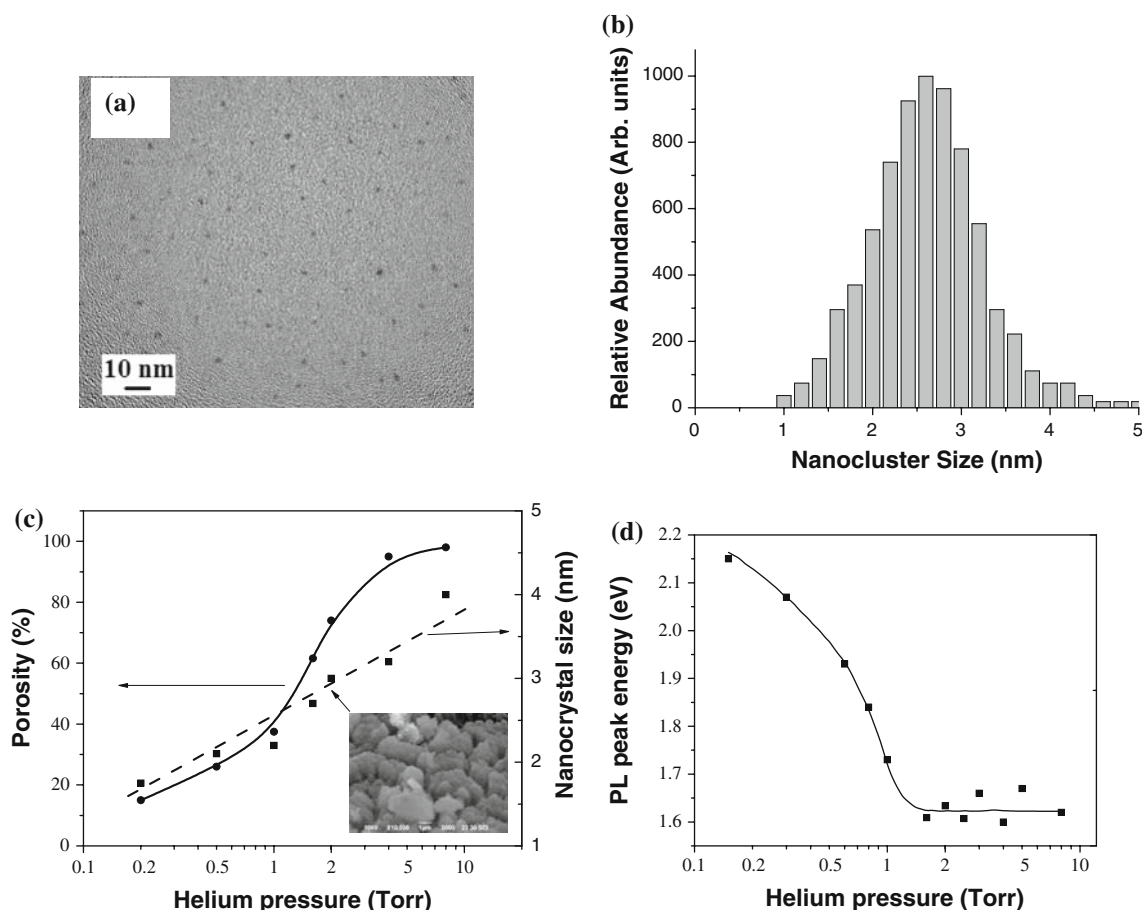 (a)
10 nm
(b)
Relative Abundance (Arb. units)
1000
800
600
400
200
0
0 1 2 3 4 5
Nanocluster Size (nm)
(c)
Porosity (%)
100
80
60
40
20
0
5
4
3
2
1
Nanocrystal size (nm)
0.1 0.2 0.5 1 2 5 10
Helium pressure (Torr)
(d)
PL peak energy (eV)
2.2
2.1
2.0
1.9
1.8
1.7
1.6
0.1 0.2 0.5 1 2 5 10
Helium pressure (Torr)